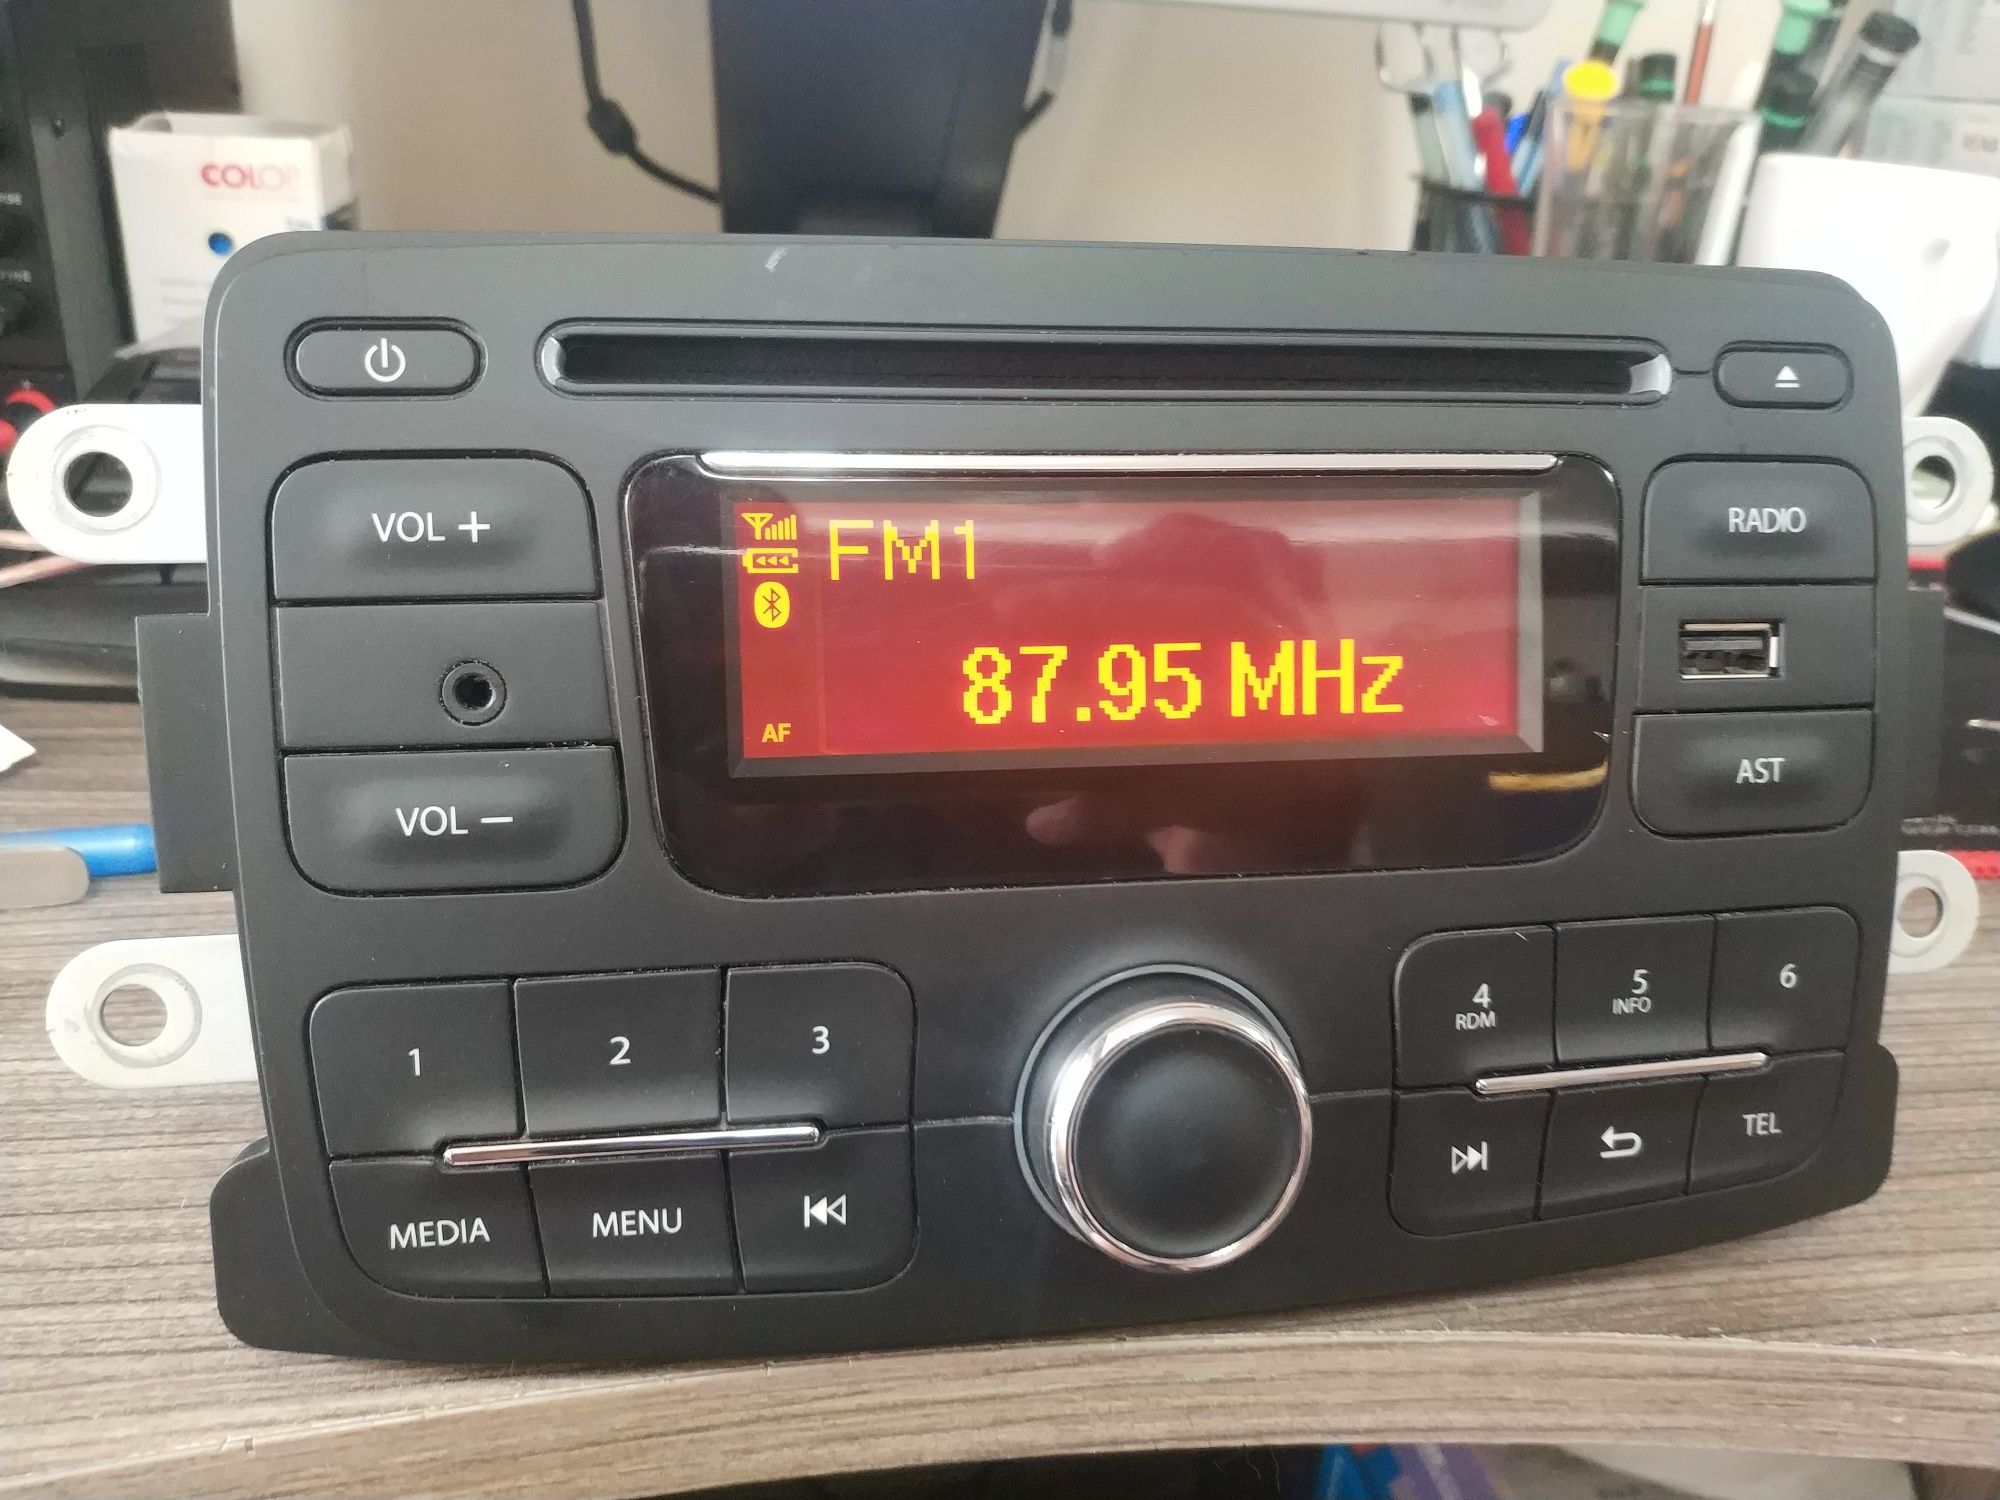 COLOP
VOL +
VOL −
FM1
87.95 MHz
AF
RADIO
AST
1
2
3
MEDIA
MENU
4
RDM
5
INFO
6
TEL